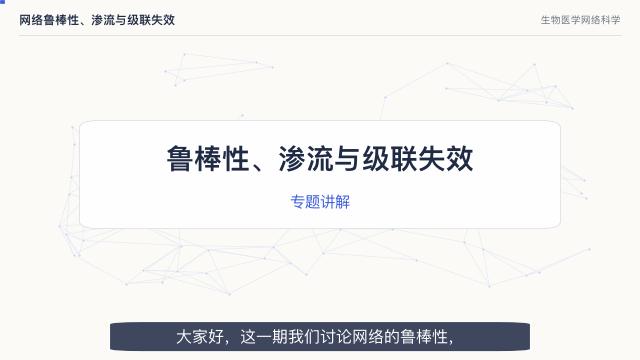 网络鲁棒性、渗流与级联失效
生物医学网络科学
鲁棒性、渗流与级联失效
专题讲解
大家好，这一期我们讨论网络的鲁棒性，